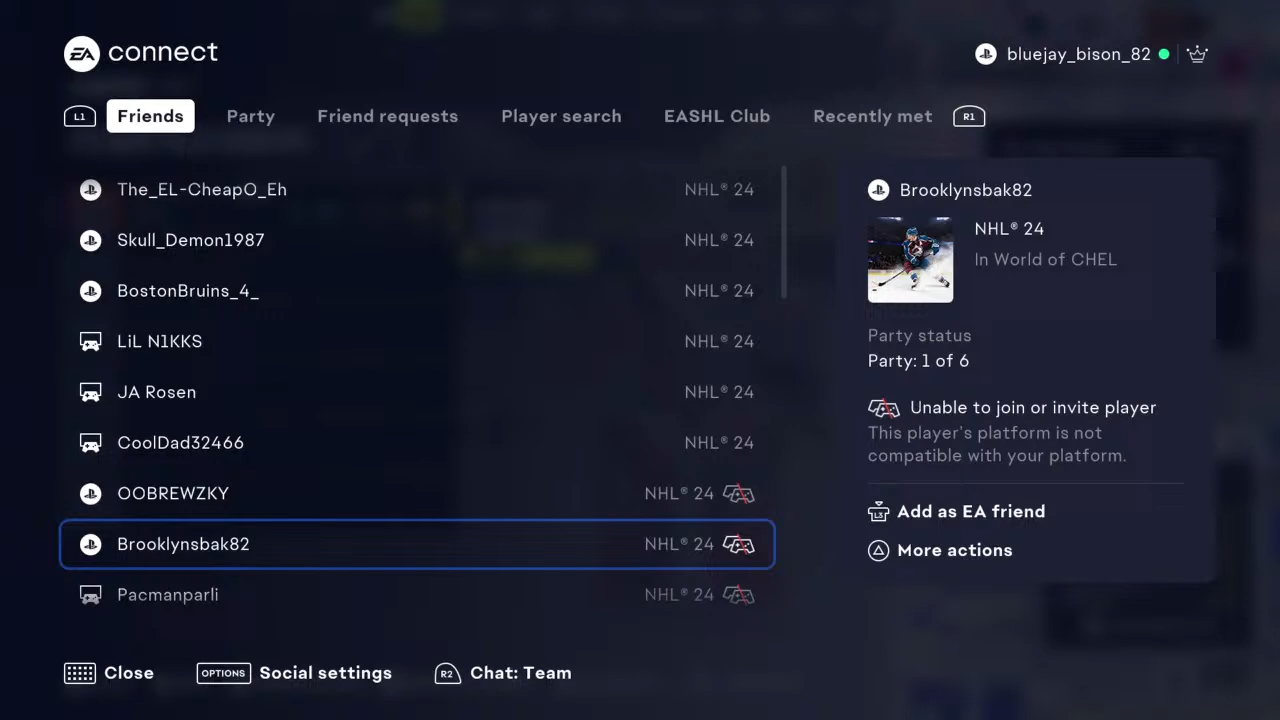 EA connect
bluejay_bison_82
L1 Friends Party Friend requests Player search EASHL Club Recently met R1
The_EL-CheapO_Eh NHL® 24
Skull_Demon1987 NHL® 24
BostonBruins_4_ NHL® 24
LiL N1KKS NHL® 24
JA Rosen NHL® 24
CoolDad32466 NHL® 24
OOBREWZKY NHL® 24
Brooklynsbak82 NHL® 24
Pacmanparli NHL® 24
Brooklynsbak82
NHL® 24
In World of CHEL
Party status
Party: 1 of 6
Unable to join or invite player
This player's platform is not
compatible with your platform.
L3 Add as EA friend
More actions
Close OPTIONS Social settings R2 Chat: Team